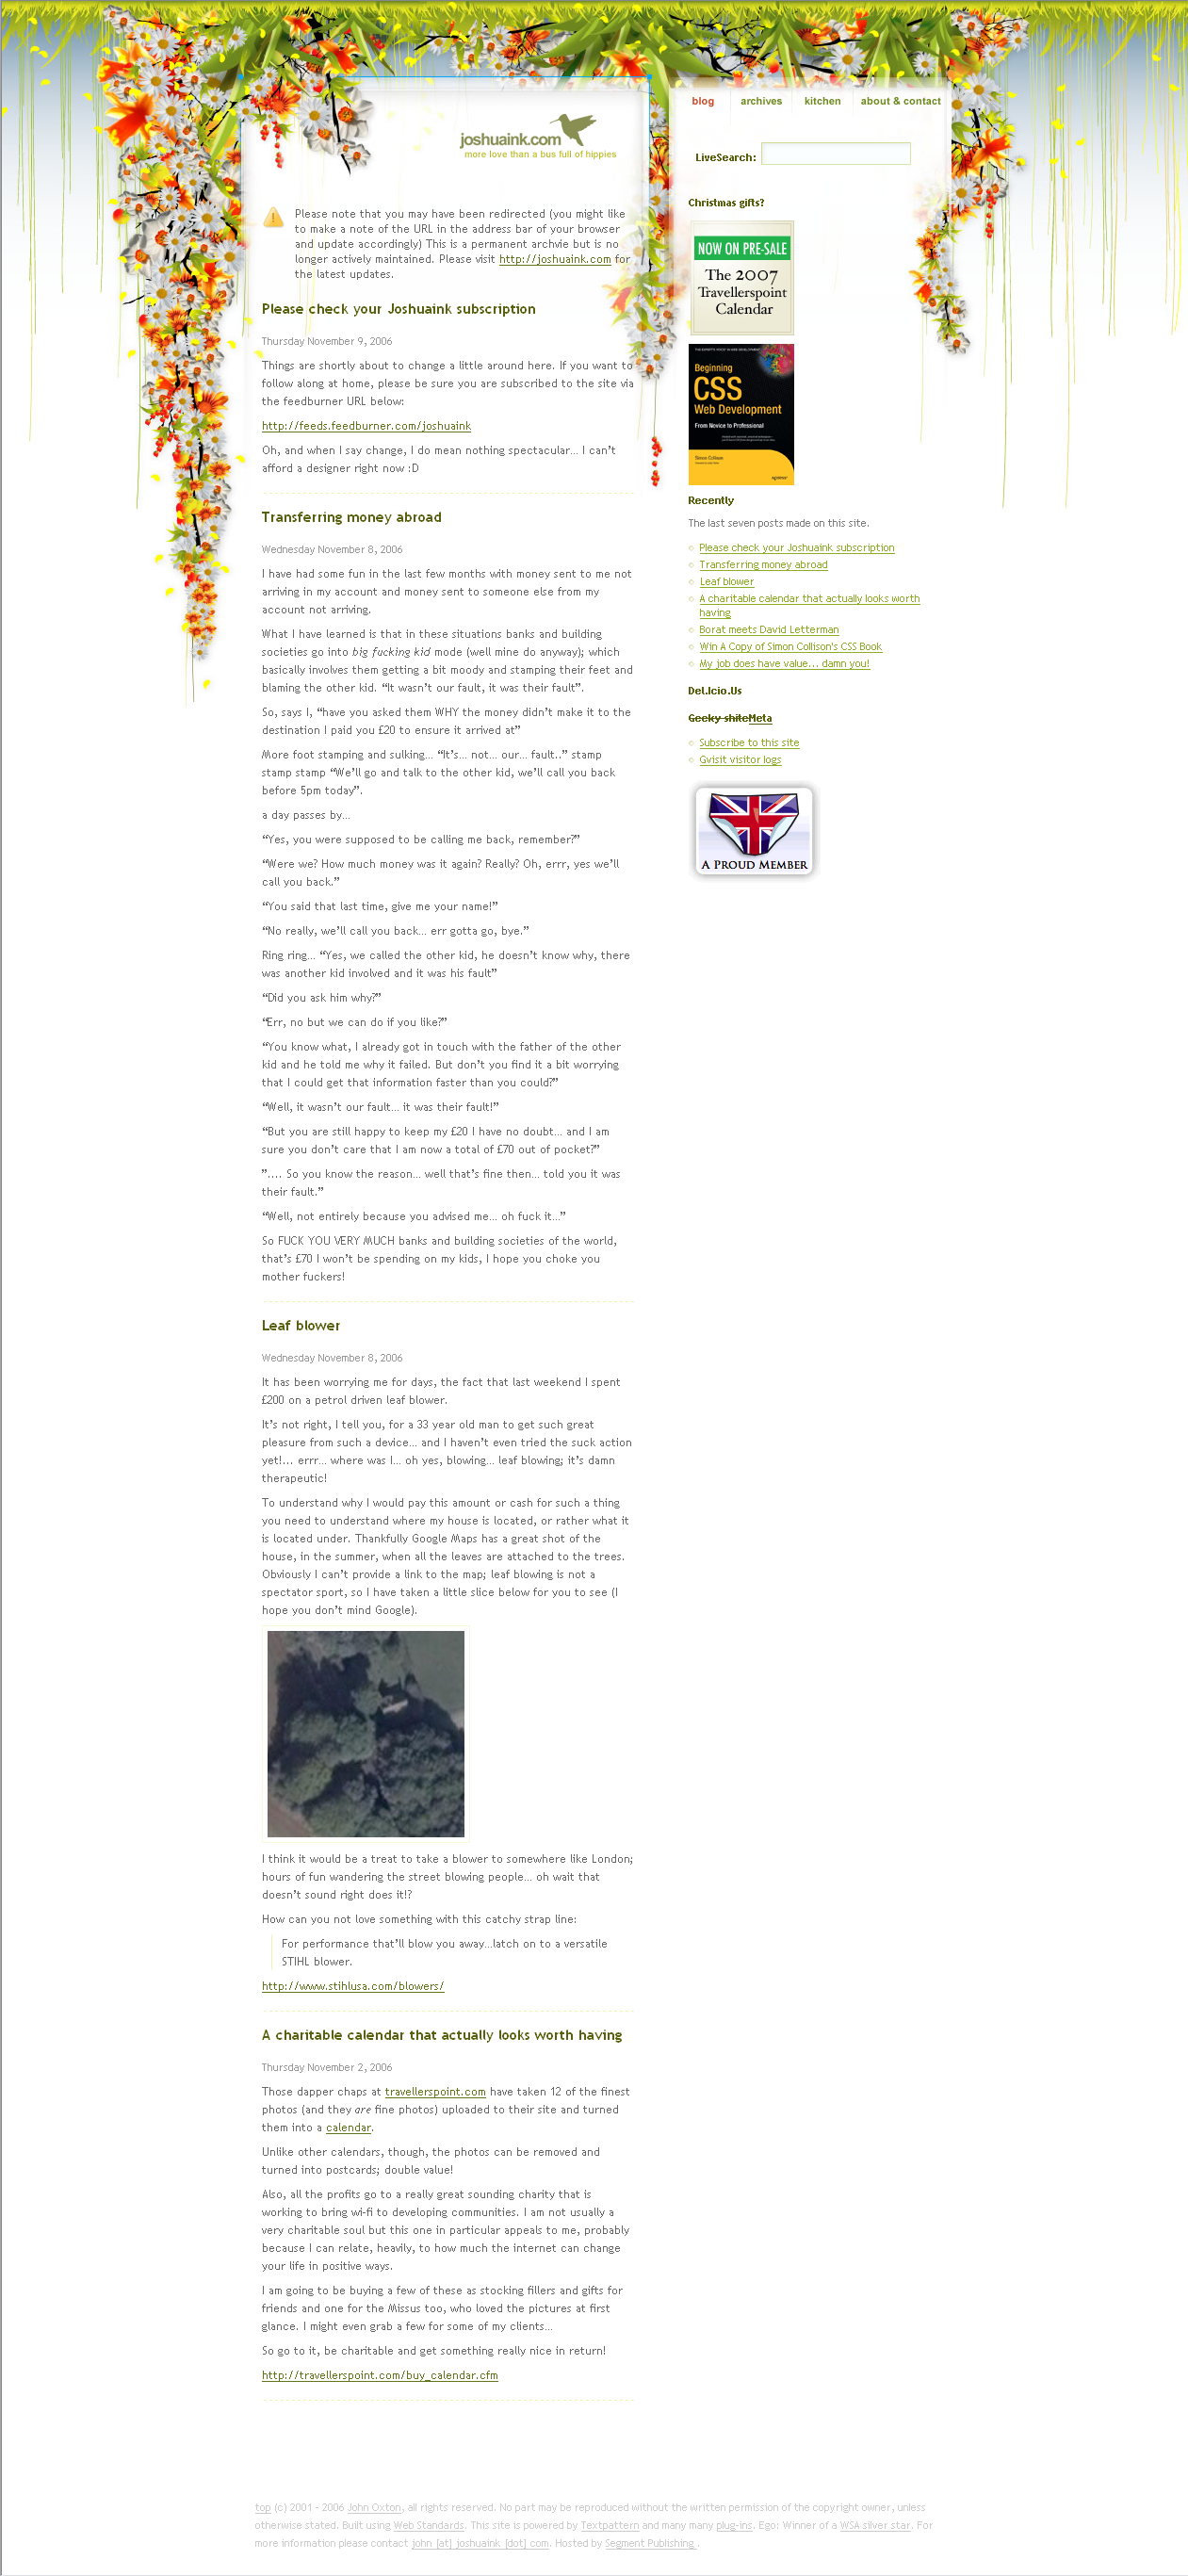 joshuaink.com
more love than a bus full of hippies
blog
archives
kitchen
about & contact
LiveSearch:
Please note that you may have been redirected (you might like
to make a note of the URL in the address bar of your browser
and update accordingly) This is a permanent archvie but is no
longer actively maintained. Please visit http://joshuaink.com for
the latest updates.
Please check your Joshuaink subscription
Thursday November 9, 2006
Things are shortly about to change a little around here. If you want to
follow along at home, please be sure you are subscribed to the site via
the feedburner URL below:
http://feeds.feedburner.com/joshuaink
Oh, and when I say change, I do mean nothing spectacular... I can't
afford a designer right now :D
Transferring money abroad
Wednesday November 8, 2006
I have had some fun in the last few months with money sent to me not
arriving in my account and money sent to someone else from my
account not arriving.
What I have learned is that in these situations banks and building
societies go into big fucking kid mode (well mine do anyway); which
basically involves them getting a bit moody and stamping their feet and
blaming the other kid. “It wasn't our fault, it was their fault”.
So, says I, “have you asked them WHY the money didn't make it to the
destination I paid you £20 to ensure it arrived at”
More foot stamping and sulking... “It's... not... our... fault..” stamp
stamp stamp “We'll go and talk to the other kid, we'll call you back
before 5pm today”.
a day passes by...
“Yes, you were supposed to be calling me back, remember?”
“Were we? How much money was it again? Really? Oh, errr, yes we'll
call you back.”
“You said that last time, give me your name!”
“No really, we'll call you back... err gotta go, bye.”
Ring ring... “Yes, we called the other kid, he doesn't know why, there
was another kid involved and it was his fault”
“Did you ask him why?”
“Err, no but we can do if you like?”
“You know what, I already got in touch with the father of the other
kid and he told me why it failed. But don't you find it a bit worrying
that I could get that information faster than you could?”
“Well, it wasn't our fault... it was their fault!”
“But you are still happy to keep my £20 I have no doubt... and I am
sure you don't care that I am now a total of £70 out of pocket?”
”.... So you know the reason... well that's fine then... told you it was
their fault.”
“Well, not entirely because you advised me... oh fuck it...”
So FUCK YOU VERY MUCH banks and building societies of the world,
that's £70 I won't be spending on my kids, I hope you choke you
mother fuckers!
Leaf blower
Wednesday November 8, 2006
It has been worrying me for days, the fact that last weekend I spent
£200 on a petrol driven leaf blower.
It's not right, I tell you, for a 33 year old man to get such great
pleasure from such a device... and I haven't even tried the suck action
yet!... errr... where was I... oh yes, blowing... leaf blowing; it's damn
therapeutic!
To understand why I would pay this amount or cash for such a thing
you need to understand where my house is located, or rather what it
is located under. Thankfully Google Maps has a great shot of the
house, in the summer, when all the leaves are attached to the trees.
Obviously I can't provide a link to the map; leaf blowing is not a
spectator sport, so I have taken a little slice below for you to see (I
hope you don't mind Google).
I think it would be a treat to take a blower to somewhere like London;
hours of fun wandering the street blowing people... oh wait that
doesn't sound right does it!?
How can you not love something with this catchy strap line:
For performance that'll blow you away...latch on to a versatile
STIHL blower.
http://www.stihlusa.com/blowers/
A charitable calendar that actually looks worth having
Thursday November 2, 2006
Those dapper chaps at travellerspoint.com have taken 12 of the finest
photos (and they are fine photos) uploaded to their site and turned
them into a calendar.
Unlike other calendars, though, the photos can be removed and
turned into postcards; double value!
Also, all the profits go to a really great sounding charity that is
working to bring wi-fi to developing communities. I am not usually a
very charitable soul but this one in particular appeals to me, probably
because I can relate, heavily, to how much the internet can change
your life in positive ways.
I am going to be buying a few of these as stocking fillers and gifts for
friends and one for the Missus too, who loved the pictures at first
glance. I might even grab a few for some of my clients...
So go to it, be charitable and get something really nice in return!
http://travellerspoint.com/buy_calendar.cfm
Christmas gifts?
NOW ON PRE-SALE
The 2007
Travellerspoint
Calendar
Beginning
CSS
Web Development
From Novice to Professional
Simon Collison
Recently
The last seven posts made on this site.
Please check your Joshuaink subscription
Transferring money abroad
Leaf blower
A charitable calendar that actually looks worth
having
Borat meets David Letterman
Win A Copy of Simon Collison's CSS Book
My job does have value... damn you!
Del.Icio.Us
Geeky shiteMeta
Subscribe to this site
Gvisit visitor logs
A PROUD MEMBER
top (c) 2001 - 2006 John Oxton, all rights reserved. No part may be reproduced without the written permission of the copyright owner, unless
otherwise stated. Built using Web Standards. This site is powered by Textpattern and many many plug-ins. Ego: Winner of a WSA silver star. For
more information please contact john [at] joshuaink [dot] com. Hosted by Segment Publishing .